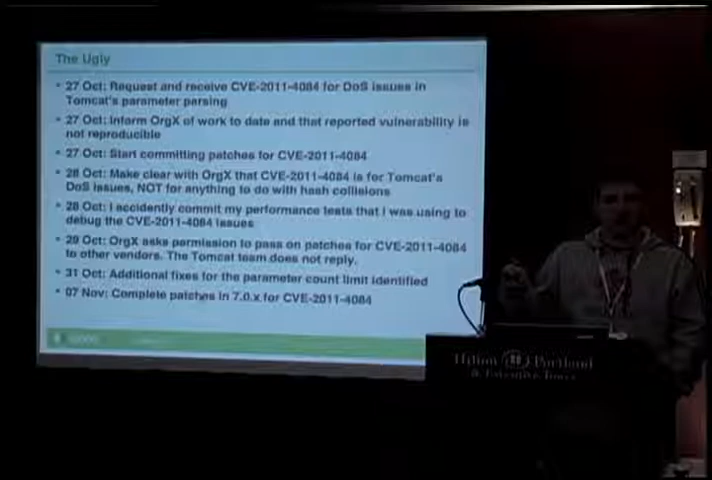 The Ugly
• 27 Oct: Request and receive CVE-2011-4084 for DoS issues in
Tomcat's parameter parsing
• 27 Oct: Inform OrgX of work to date and that reported vulnerability is
not reproducible
• 27 Oct: Start committing patches for CVE-2011-4084
• 28 Oct: Make clear with OrgX that CVE-2011-4084 is for Tomcat's
DoS issues, NOT for anything to do with hash collisions
• 28 Oct: I accidently commit my performance tests that I was using to
debug the CVE-2011-4084 issues
• 29 Oct: OrgX asks permission to pass on patches for CVE-2011-4084
to other vendors. The Tomcat team does not reply.
• 31 Oct: Additional fixes for the parameter count limit identified
• 07 Nov: Complete patches in 7.0.x for CVE-2011-4084
Hilton Portland
& Executive Tower